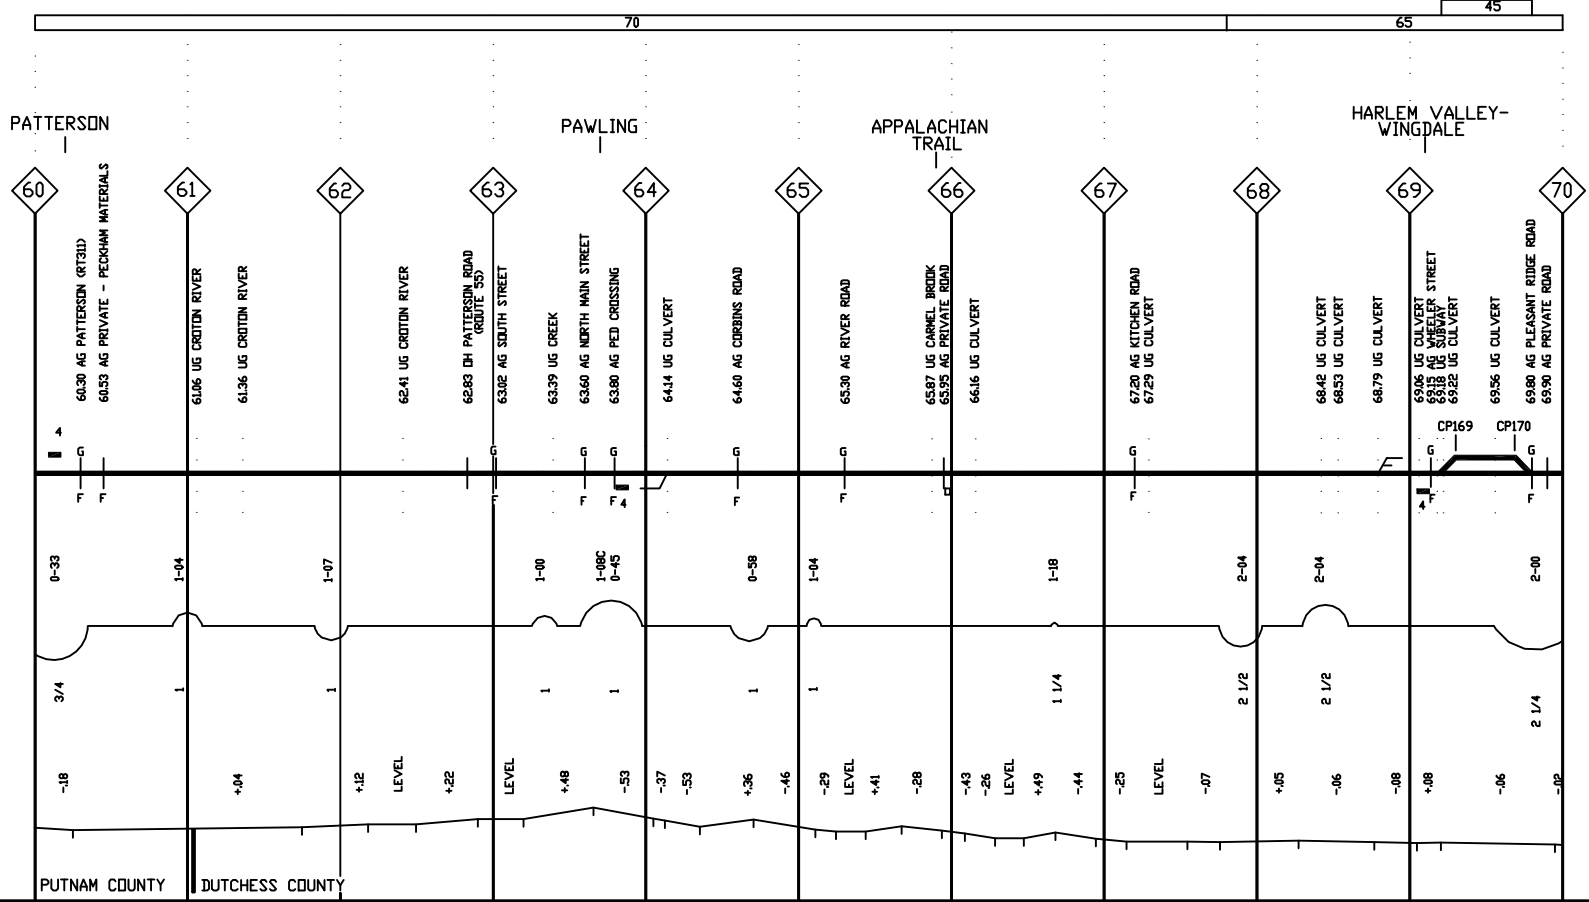 45
70
65
PATTERSON
PAWLING
APPALACHIAN
TRAIL
HARLEM VALLEY-
WINGDALE
60
61
62
63
64
65
66
67
68
69
70
60.30 AG PATTERSON (RT311)
60.53 AG PRIVATE - PECKHAM MATERIALS
61.06 UG CROTON RIVER
61.36 UG CROTON RIVER
62.41 UG CROTON RIVER
62.83 OH PATTERSON ROAD
(ROUTE 55)
63.02 AG SOUTH STREET
63.39 UG CREEK
63.60 AG NORTH MAIN STREET
63.80 AG PED CROSSING
64.14 UG CULVERT
64.60 AG CORBINS ROAD
65.30 AG RIVER ROAD
65.87 UG CARMEL BROOK
65.95 AG PRIVATE ROAD
66.16 UG CULVERT
67.20 AG KITCHEN ROAD
67.29 UG CULVERT
68.42 UG CULVERT
68.53 UG CULVERT
68.79 UG CULVERT
69.06 UG CULVERT
69.15 AG WHEELER STREET
69.18 UG SUBWAY
69.22 UG CULVERT
69.56 UG CULVERT
69.80 AG PLEASANT RIDGE ROAD
69.90 AG PRIVATE ROAD
4
G
G
G
G
G
G
G
G
CP169
CP170
G
F
F
F
F
4
F
F
F
4
F
F
0-33
1-04
1-07
1-00
1-08C
0-45
0-58
1-04
1-18
2-04
2-04
2-00
3/4
1
1
1
1
1
1
1 1/4
2 1/2
2 1/2
2 1/4
-.18
+.04
+.12
LEVEL
+.22
LEVEL
+.48
-.53
-.37
-.53
+.36
-.46
-.29
LEVEL
+.41
-.28
-.43
-.26
LEVEL
+.49
-.44
-.25
LEVEL
-.07
+.05
-.06
-.08
+.08
-.06
-.02
PUTNAM COUNTY
DUTCHESS COUNTY